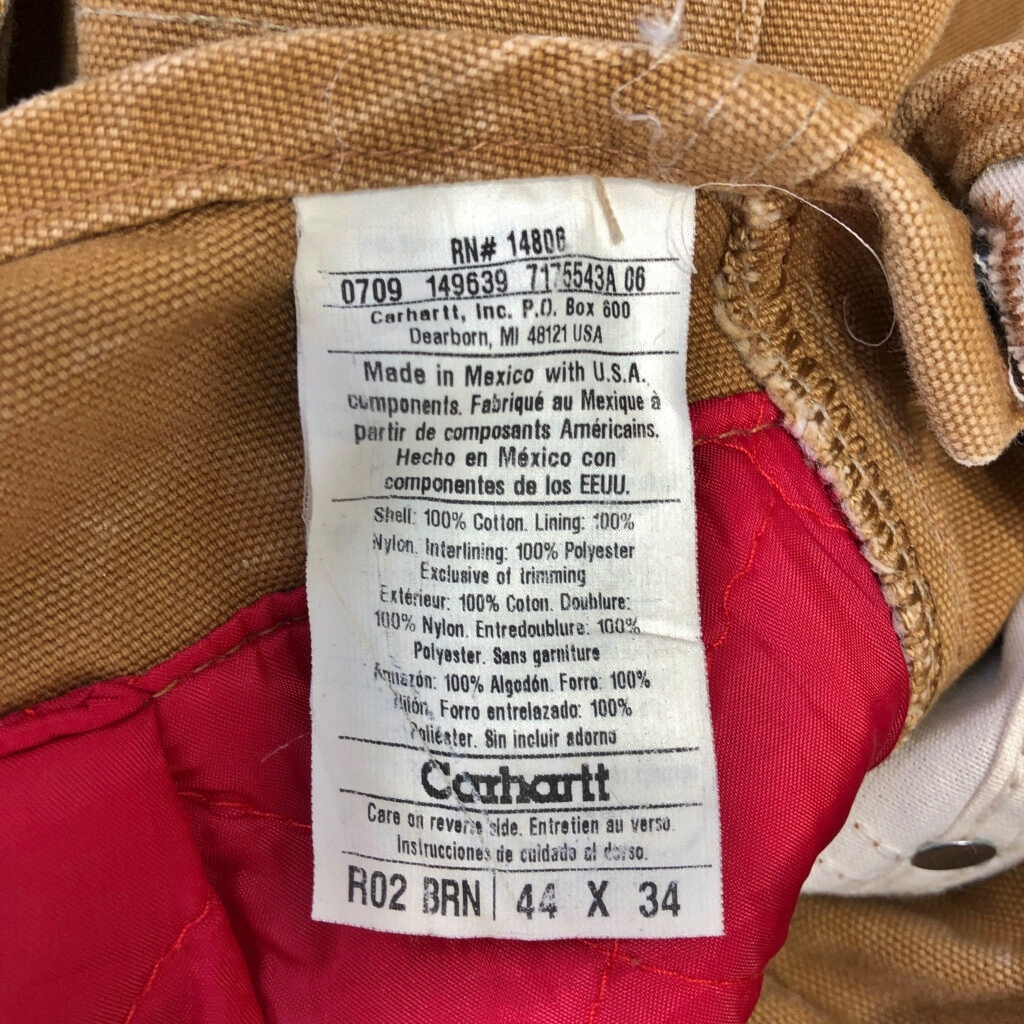 RN# 14806
0709 149639 7175543A 06
Carhartt, Inc. P.O. Box 600
Dearborn, MI 48121 USA
Made in Mexico with U.S.A.
components. Fabriqué au Mexique à
partir de composants Américains.
Hecho en México con
componentes de los EEUU.
Shell: 100% Cotton. Lining: 100%
Nylon. Interlining: 100% Polyester
Exclusive of trimming
Extérieur: 100% Coton. Doublure:
100% Nylon. Entredoublure: 100%
Polyester. Sans garniture
Armazón: 100% Algodón. Forro: 100%
Nilón. Forro entrelazado: 100%
Poliéster. Sin incluir adorno
Carhartt
Care on reverse side. Entretien au verso.
Instrucciones de cuidado al dorso.
R02 BRN 44 X 34